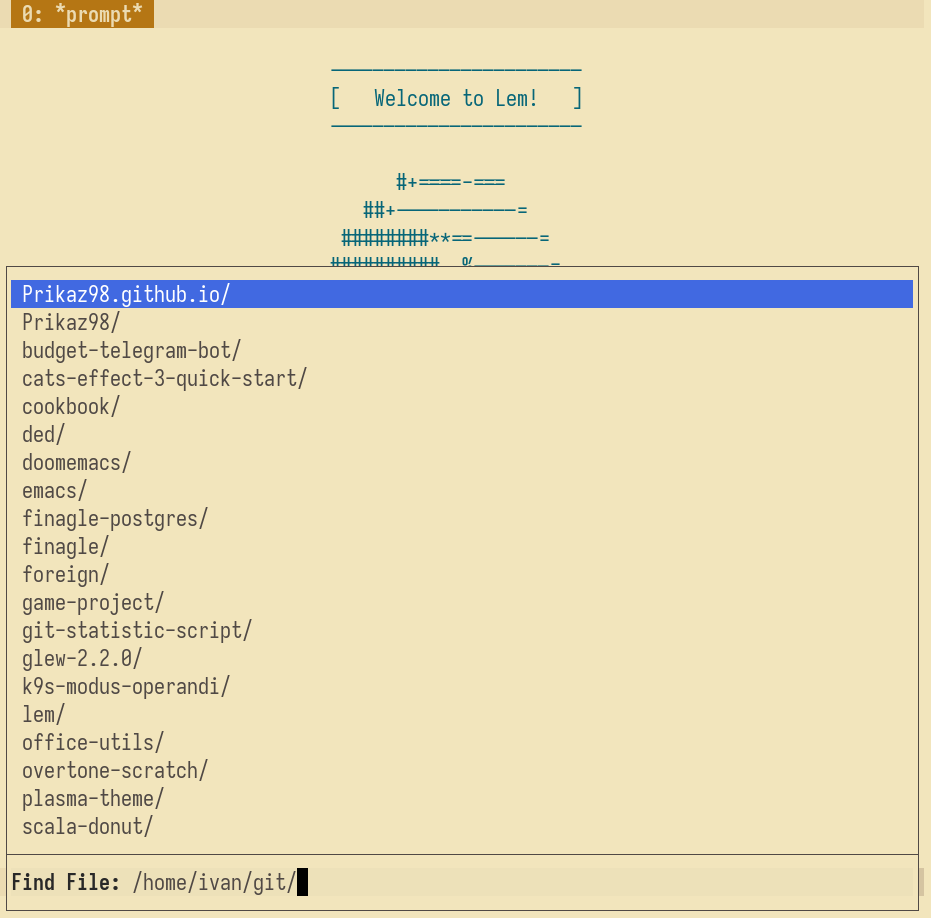 0: *prompt*
-----------------------
[   Welcome to Lem!   ]
-----------------------
#+====-===
##+-----------=
########**==------=
##########  %-------=
Prikaz98.github.io/
Prikaz98/
budget-telegram-bot/
cats-effect-3-quick-start/
cookbook/
ded/
doomemacs/
emacs/
finagle-postgres/
finagle/
foreign/
game-project/
git-statistic-script/
glew-2.2.0/
k9s-modus-operandi/
lem/
office-utils/
overtone-scratch/
plasma-theme/
scala-donut/
Find File: /home/ivan/git/